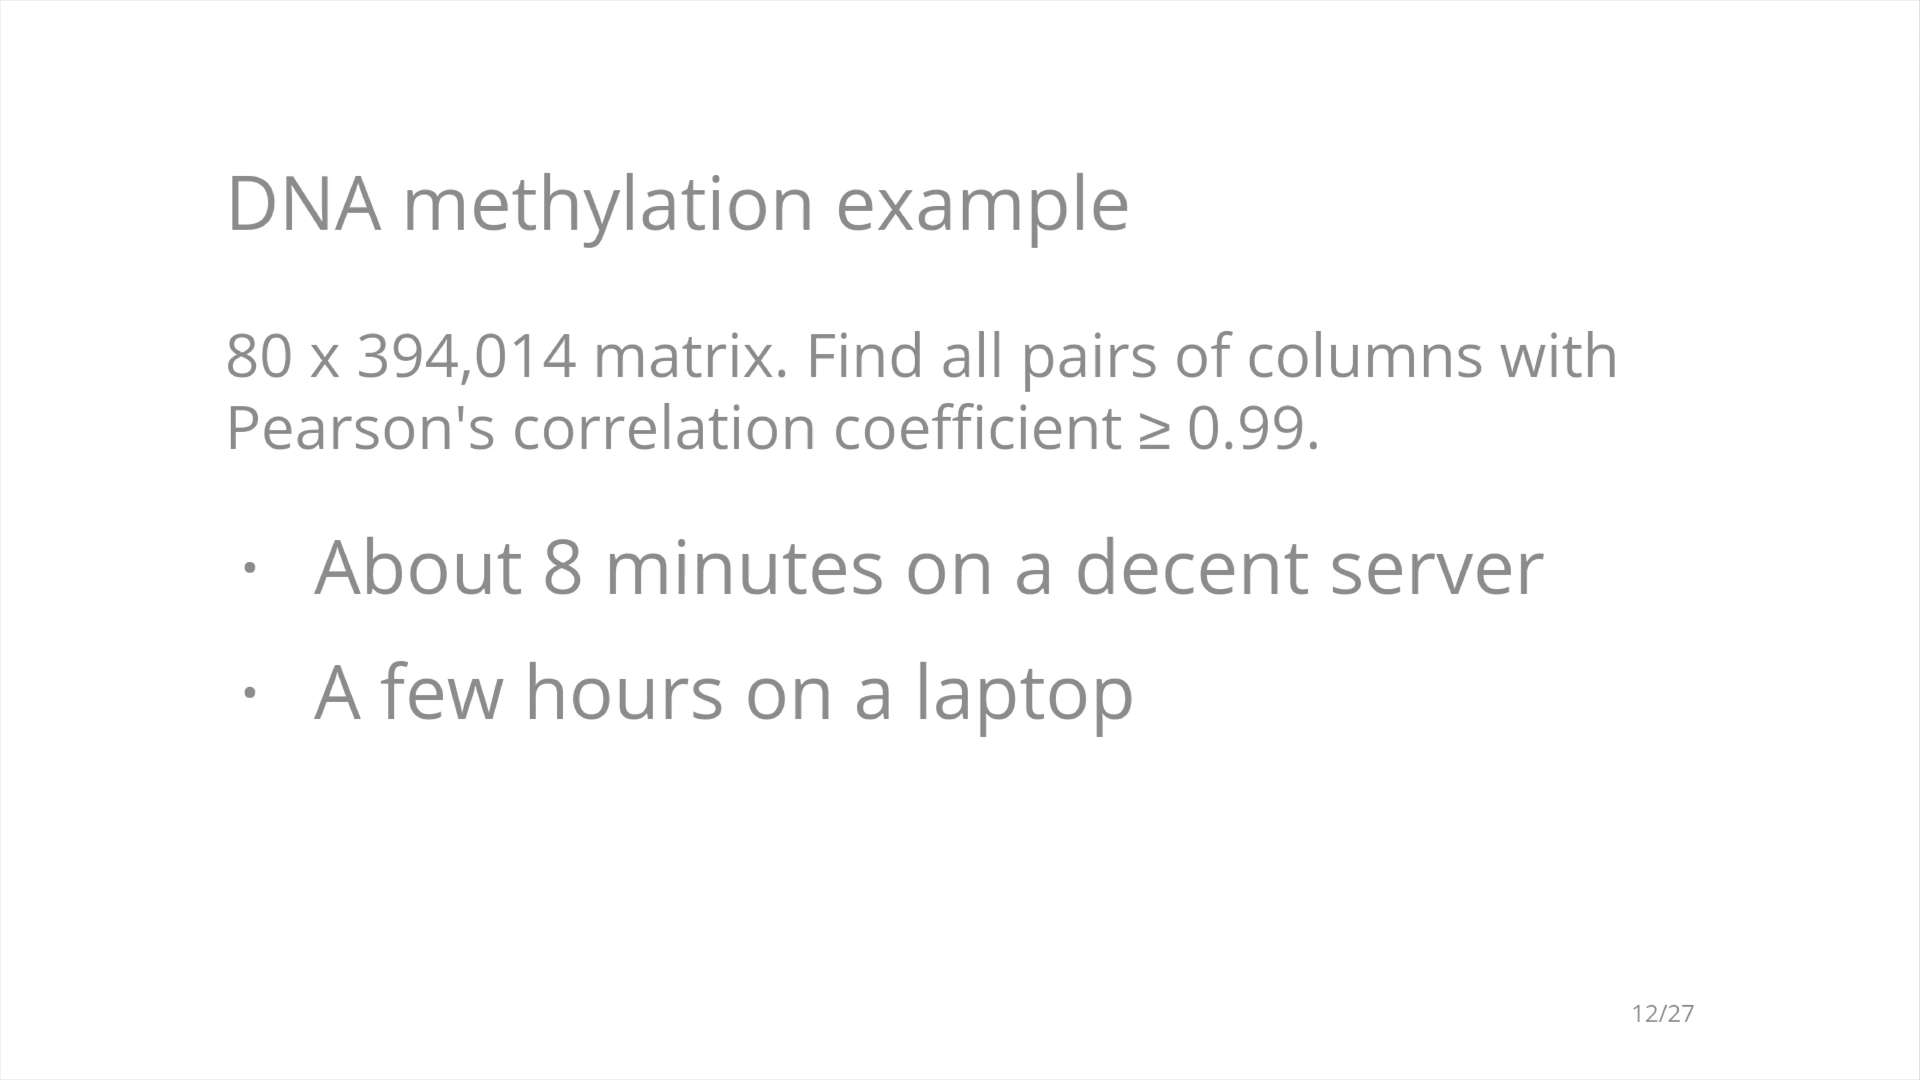 DNA methylation example
80 x 394,014 matrix. Find all pairs of columns with
Pearson's correlation coefficient ≥ 0.99.
· About 8 minutes on a decent server
· A few hours on a laptop
12/27